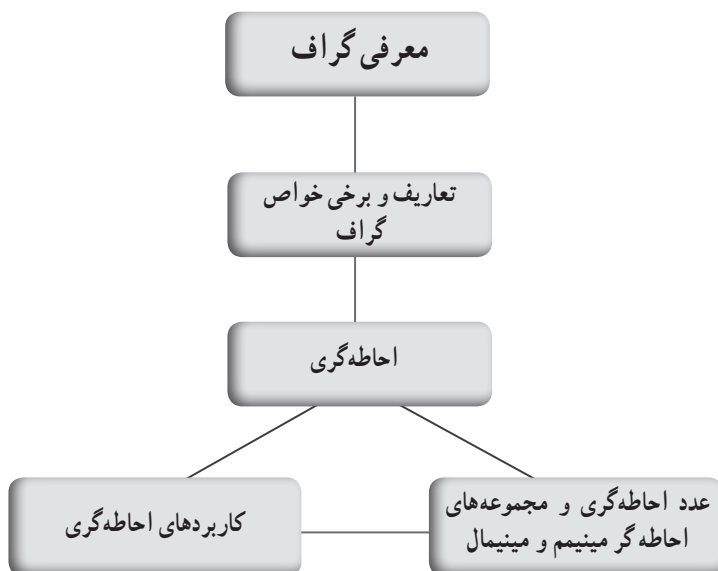 معرفی گراف
تعاریف و برخی خواص
گراف
احاطه‌گری
عدد احاطه‌گری و مجموعه‌های
احاطه‌گر مینیمم و مینیمال
کاربردهای احاطه‌گری